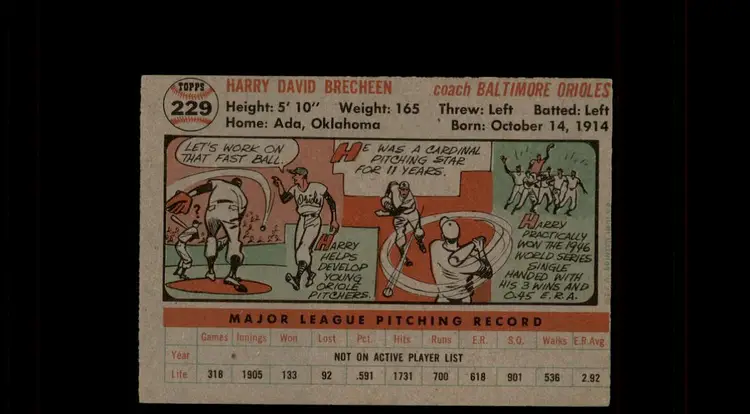 TOPPS
229
HARRY DAVID BRECHEEN coach BALTIMORE ORIOLES
Height: 5' 10" Weight: 165 Threw: Left Batted: Left
Home: Ada, Oklahoma Born: October 14, 1914
LET'S WORK ON
THAT FAST BALL.
?
Orioles
HARRY
HELPS
DEVELOP
YOUNG
ORIOLE
PITCHERS.
HE WAS A CARDINAL
PITCHING STAR
FOR 11 YEARS.
HARRY
PRACTICALLY
WON THE 1946
WORLD SERIES
SINGLE
HANDED WITH
HIS 3 WINS AND
0.45 E.R.A.
MAJOR LEAGUE PITCHING RECORD
Games Innings Won Lost Pct. Hits Runs E.R. S.O. Walks E.R.Avg.
Year NOT ON ACTIVE PLAYER LIST
Life 318 1905 133 92 .591 1731 700 618 901 536 2.92